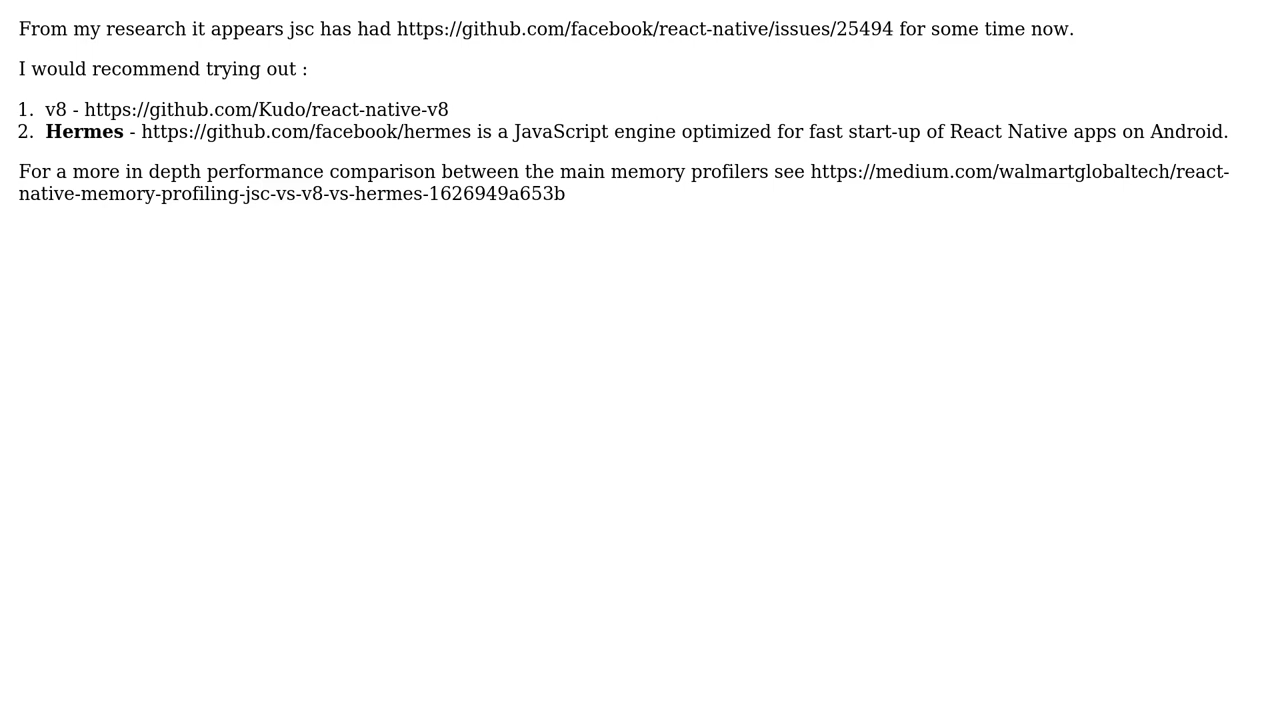 From my research it appears jsc has had https://github.com/facebook/react-native/issues/25494 for some time now.
I would recommend trying out :
1. v8 - https://github.com/Kudo/react-native-v8
2. Hermes - https://github.com/facebook/hermes is a JavaScript engine optimized for fast start-up of React Native apps on Android.
For a more in depth performance comparison between the main memory profilers see https://medium.com/walmartglobaltech/react-
native-memory-profiling-jsc-vs-v8-vs-hermes-1626949a653b